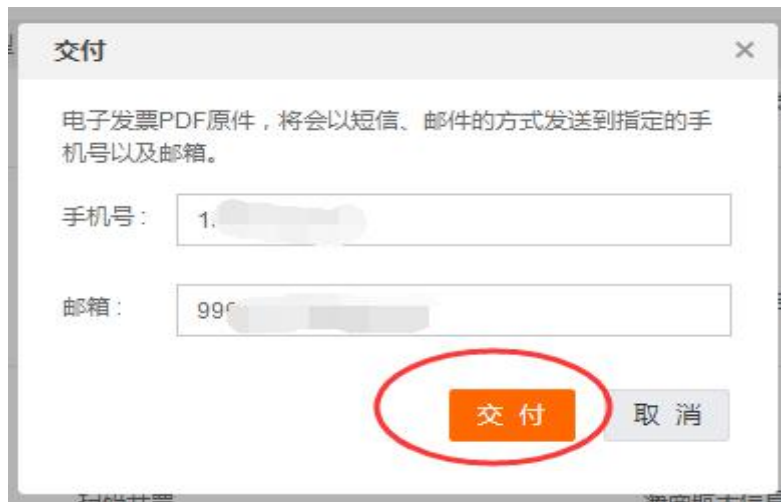 交付
电子发票PDF原件，将会以短信、邮件的方式发送到指定的手
机号以及邮箱。
手机号： 1.
邮箱： 999
交 付 取 消